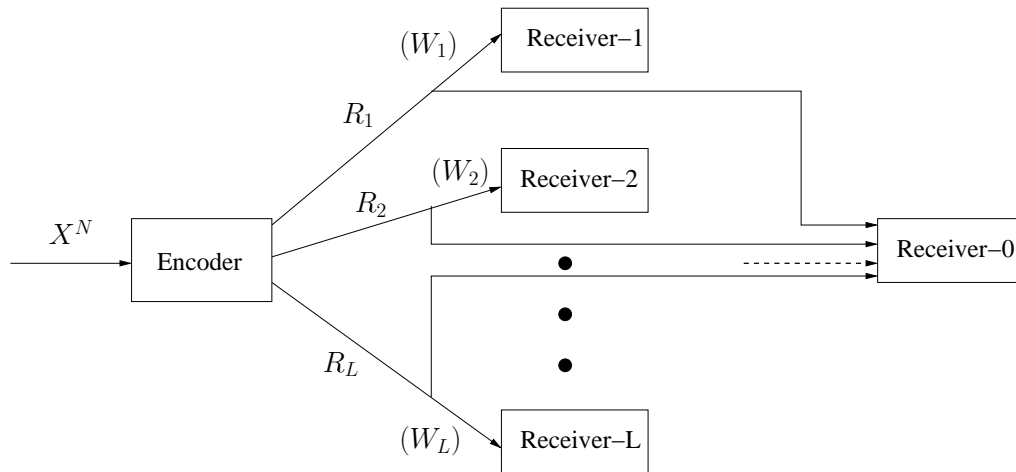 (W_1)
Receiver–1
R_1
(W_2)
Receiver–2
R_2
X^N
Encoder
Receiver–0
R_L
(W_L)
Receiver–L